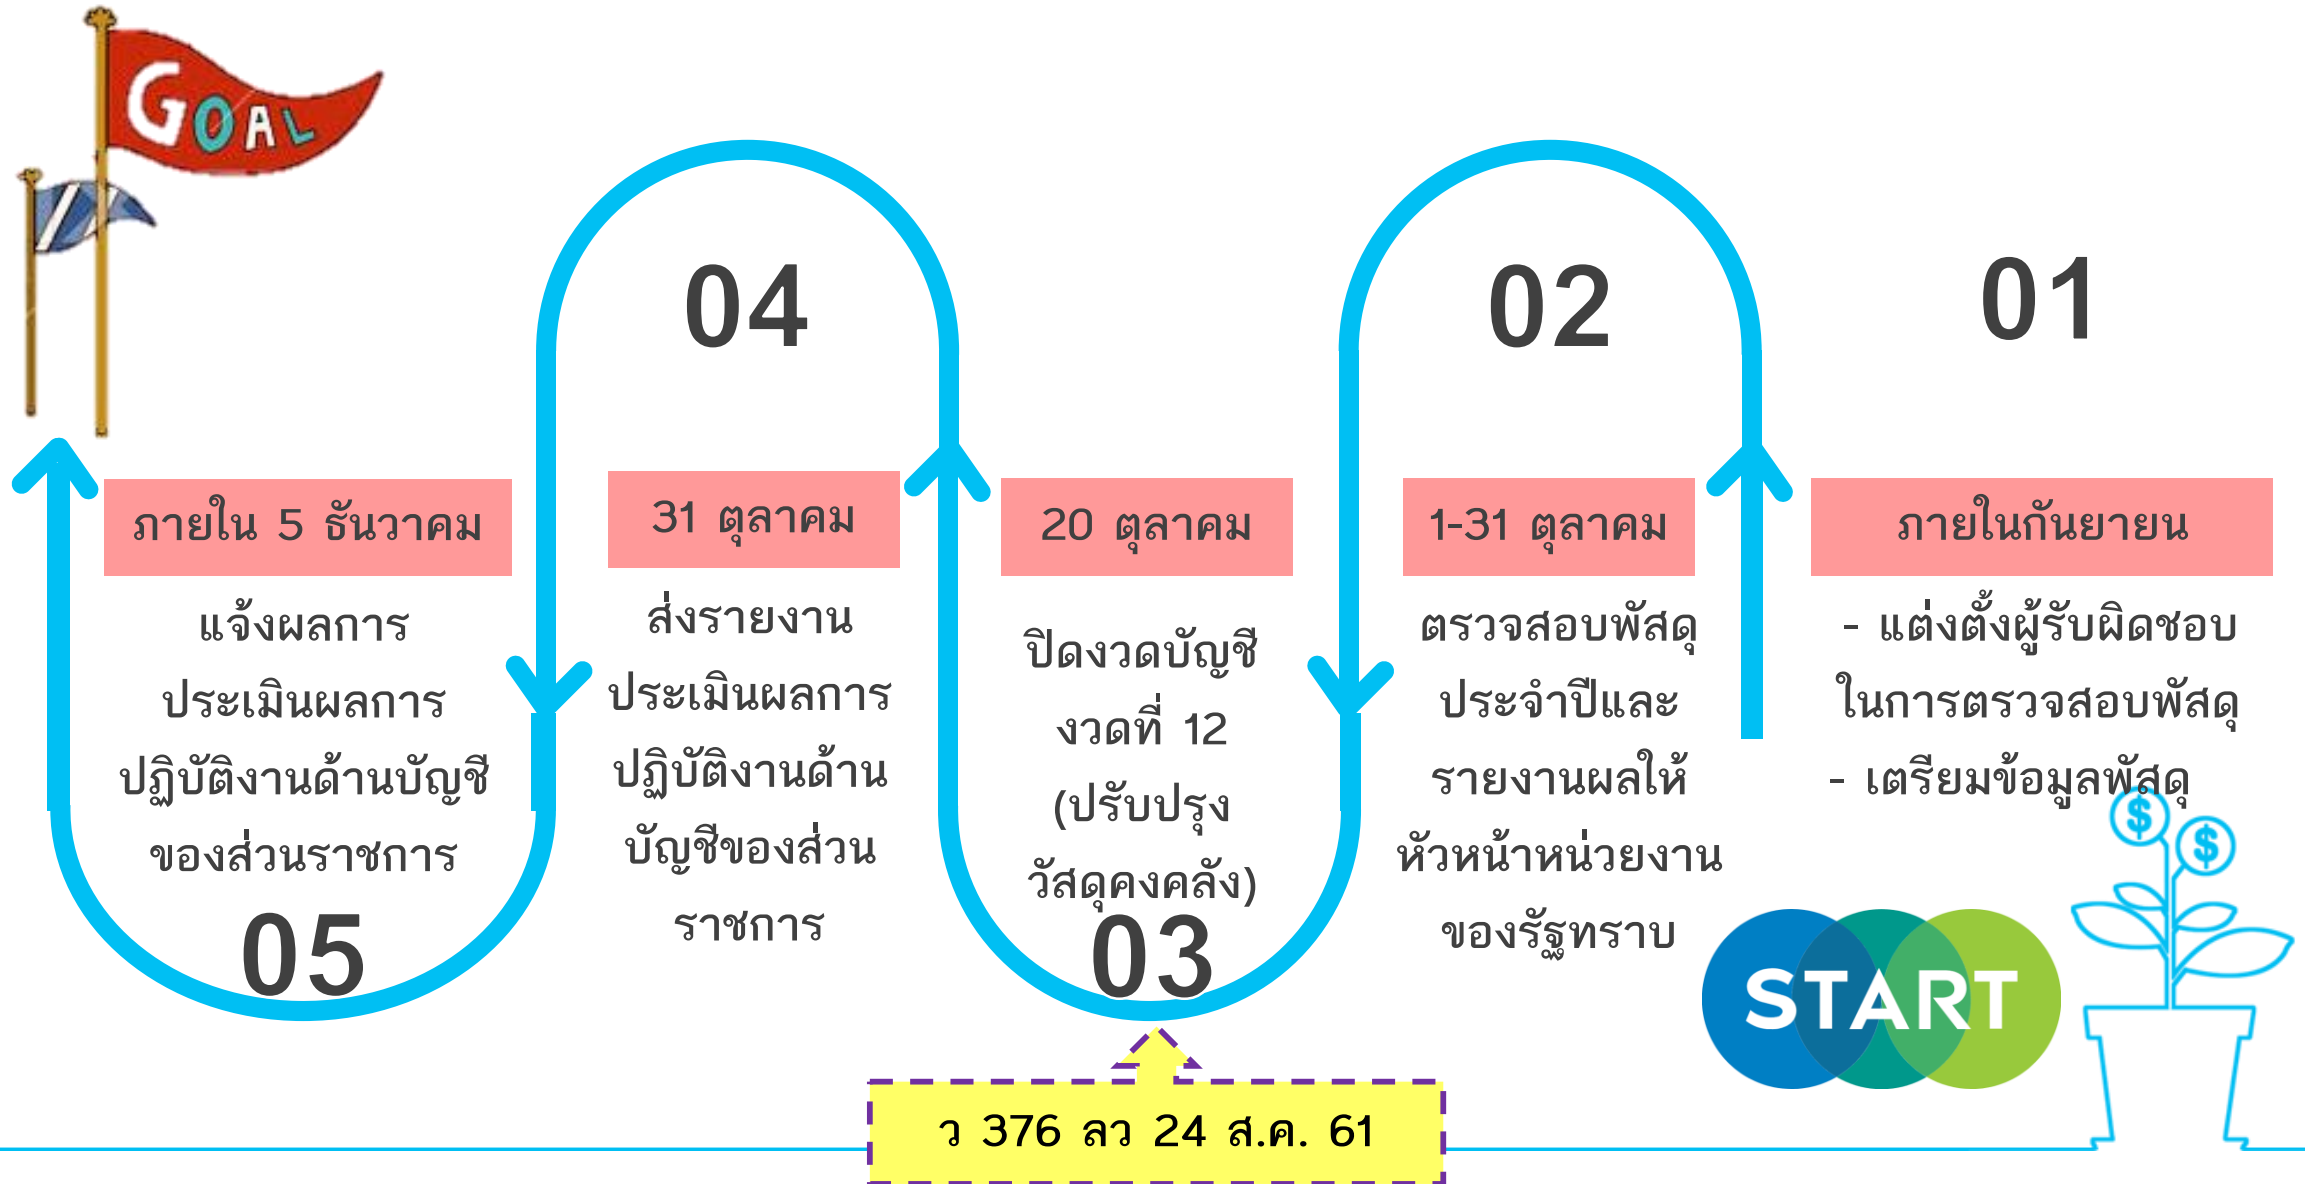 GOAL
01
ภายในกันยายน
- แต่งตั้งผู้รับผิดชอบ
ในการตรวจสอบพัสดุ
- เตรียมข้อมูลพัสดุ
$
$
START
02
1-31 ตุลาคม
ตรวจสอบพัสดุ
ประจำปีและ
รายงานผลให้
หัวหน้าหน่วยงาน
ของรัฐทราบ
20 ตุลาคม
ปิดงวดบัญชี
งวดที่ 12
(ปรับปรุง
วัสดุคงคลัง)
03
ว 376 ลว 24 ส.ค. 61
04
31 ตุลาคม
ส่งรายงาน
ประเมินผลการ
ปฏิบัติงานด้าน
บัญชีของส่วน
ราชการ
ภายใน 5 ธันวาคม
แจ้งผลการ
ประเมินผลการ
ปฏิบัติงานด้านบัญชี
ของส่วนราชการ
05